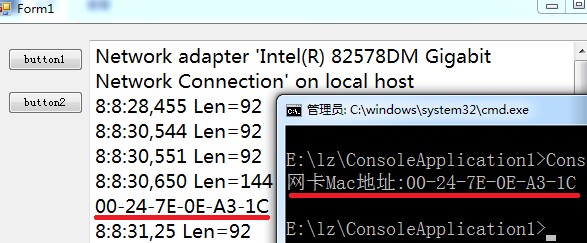 Form1
button1
button2
Network adapter 'Intel(R) 82578DM Gigabit
Network Connection' on local host
8:8:28,455 Len=92
8:8:30,544 Len=92
8:8:30,551 Len=92
8:8:30,650 Len=144
00-24-7E-0E-A3-1C
8:8:31,25 Len=92
管理员: C:\windows\system32\cmd.exe
E:\lz\ConsoleApplication1>Cons
网卡Mac地址:00-24-7E-0E-A3-1C
E:\lz\ConsoleApplication1>